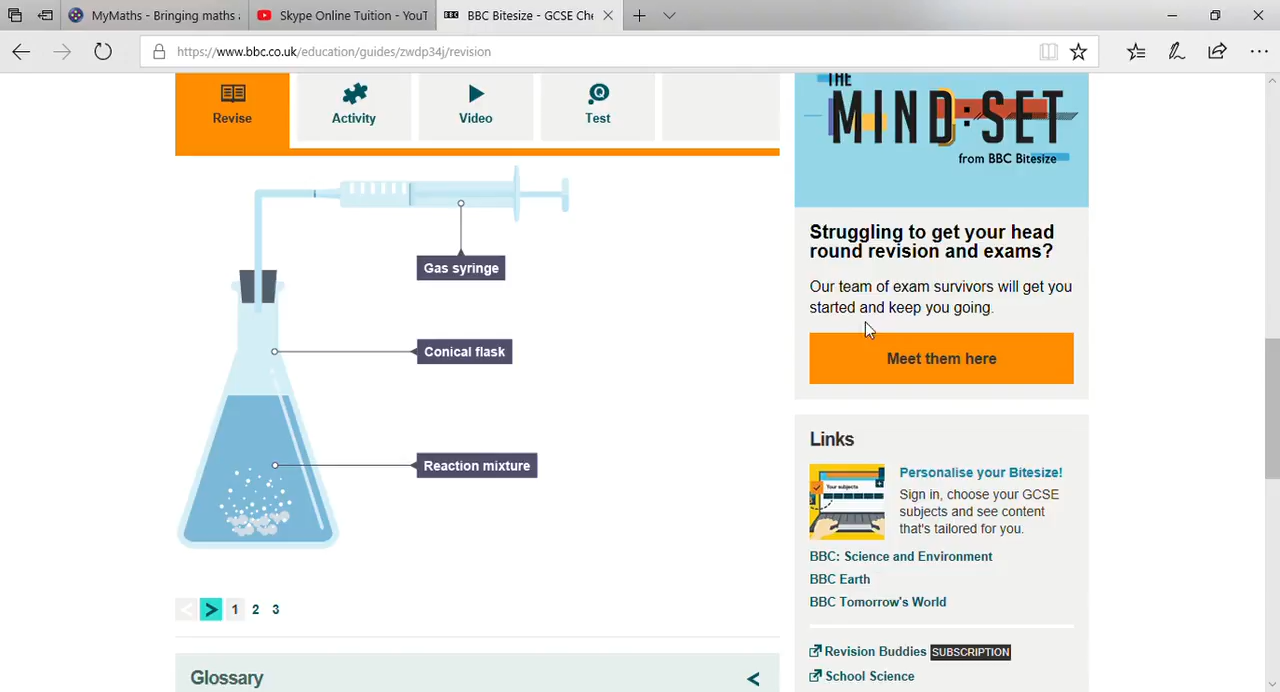 MyMaths - Bringing maths
Skype Online Tuition - YouT
BBC BBC Bitesize - GCSE Che
https://www.bbc.co.uk/education/guides/zwdp34j/revision
Revise
Activity
Video
Test
Gas syringe
Conical flask
Reaction mixture
1 2 3
Glossary
THE
MIND:SET
from BBC Bitesize
Struggling to get your head
round revision and exams?
Our team of exam survivors will get you
started and keep you going.
Meet them here
Links
Your subjects
Personalise your Bitesize!
Sign in, choose your GCSE
subjects and see content
that's tailored for you.
BBC: Science and Environment
BBC Earth
BBC Tomorrow's World
Revision Buddies SUBSCRIPTION
School Science